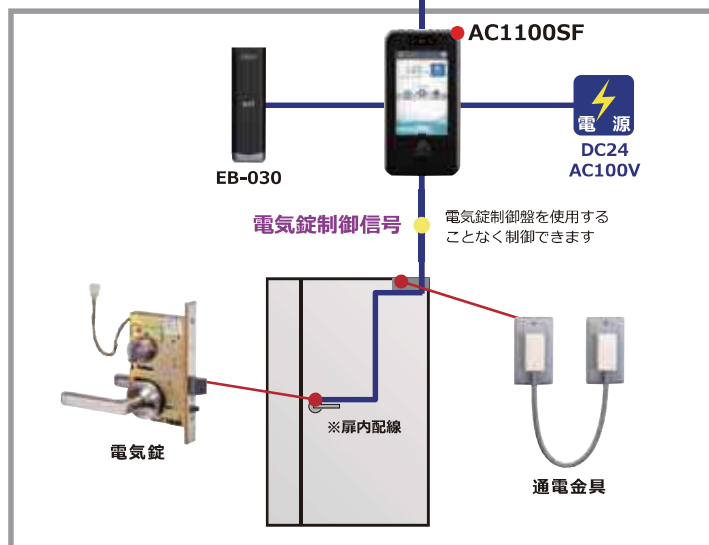 AC1100SF
電 源
DC24
AC100V
EB-030
電気錠制御信号
電気錠制御盤を使用する
ことなく制御できます
※扉内配線
電気錠
通電金具